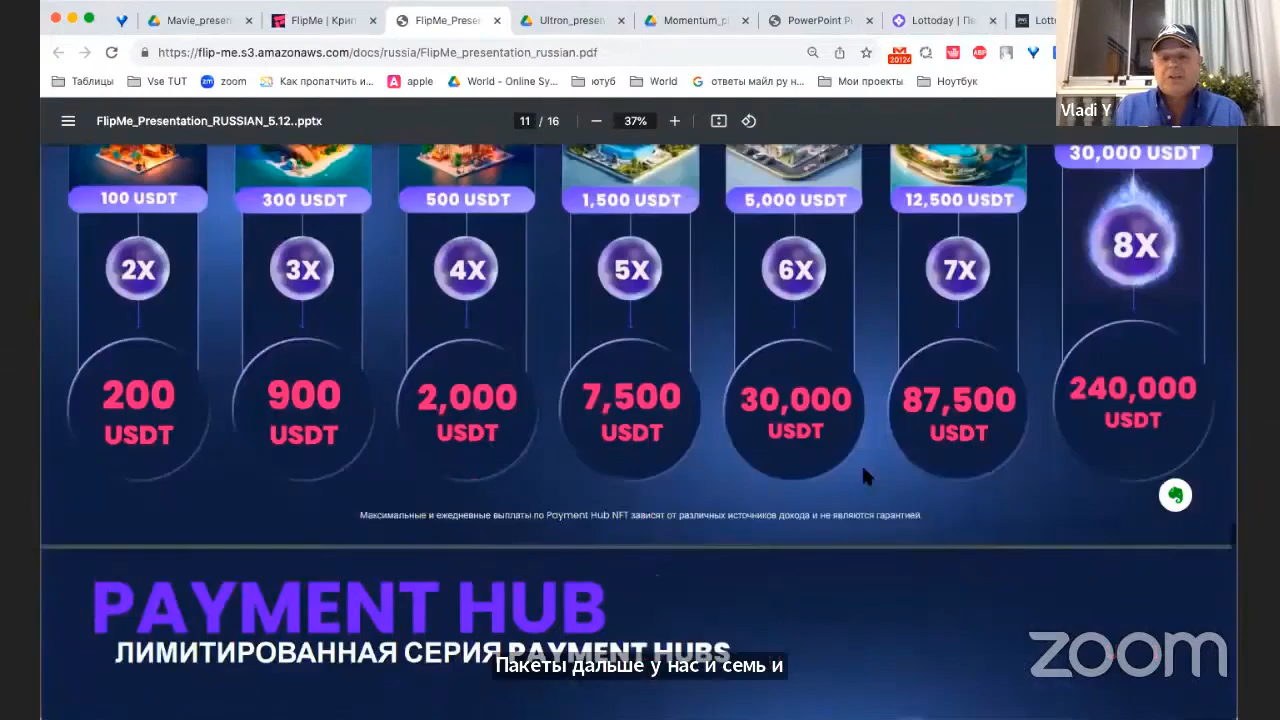 Mavie_presen
FlipMe | Крип
FlipMe_Prese
Ultron_presen
Momentum_p
PowerPoint P
Lottoday | П
Lotto
https://flip-me.s3.amazonaws.com/docs/russia/FlipMe_presentation_russian.pdf
20124
ABP
Таблицы
Vse TUT
zm
zoom
Как пропатчить и...
apple
World - Online Sy...
ютуб
World
ответы майл ру н...
Мои проекты
Ноутбук
Vladi Y
FlipMe_Presentation_RUSSIAN_5.12..pptx
11 / 16
37%
100 USDT
300 USDT
500 USDT
1,500 USDT
5,000 USDT
12,500 USDT
30,000 USDT
2X
3X
4X
5X
6X
7X
8X
200 USDT
900 USDT
2,000 USDT
7,500 USDT
30,000 USDT
87,500 USDT
240,000 USDT
Максимальные и ежедневные выплаты по Payment Hub NFT зависят от различных источников дохода и не являются гарантией.
PAYMENT HUB
ЛИМИТИРОВАННАЯ СЕРИЯ PAYMENT HUBS
Пакеты дальше у нас и семь и
zoom